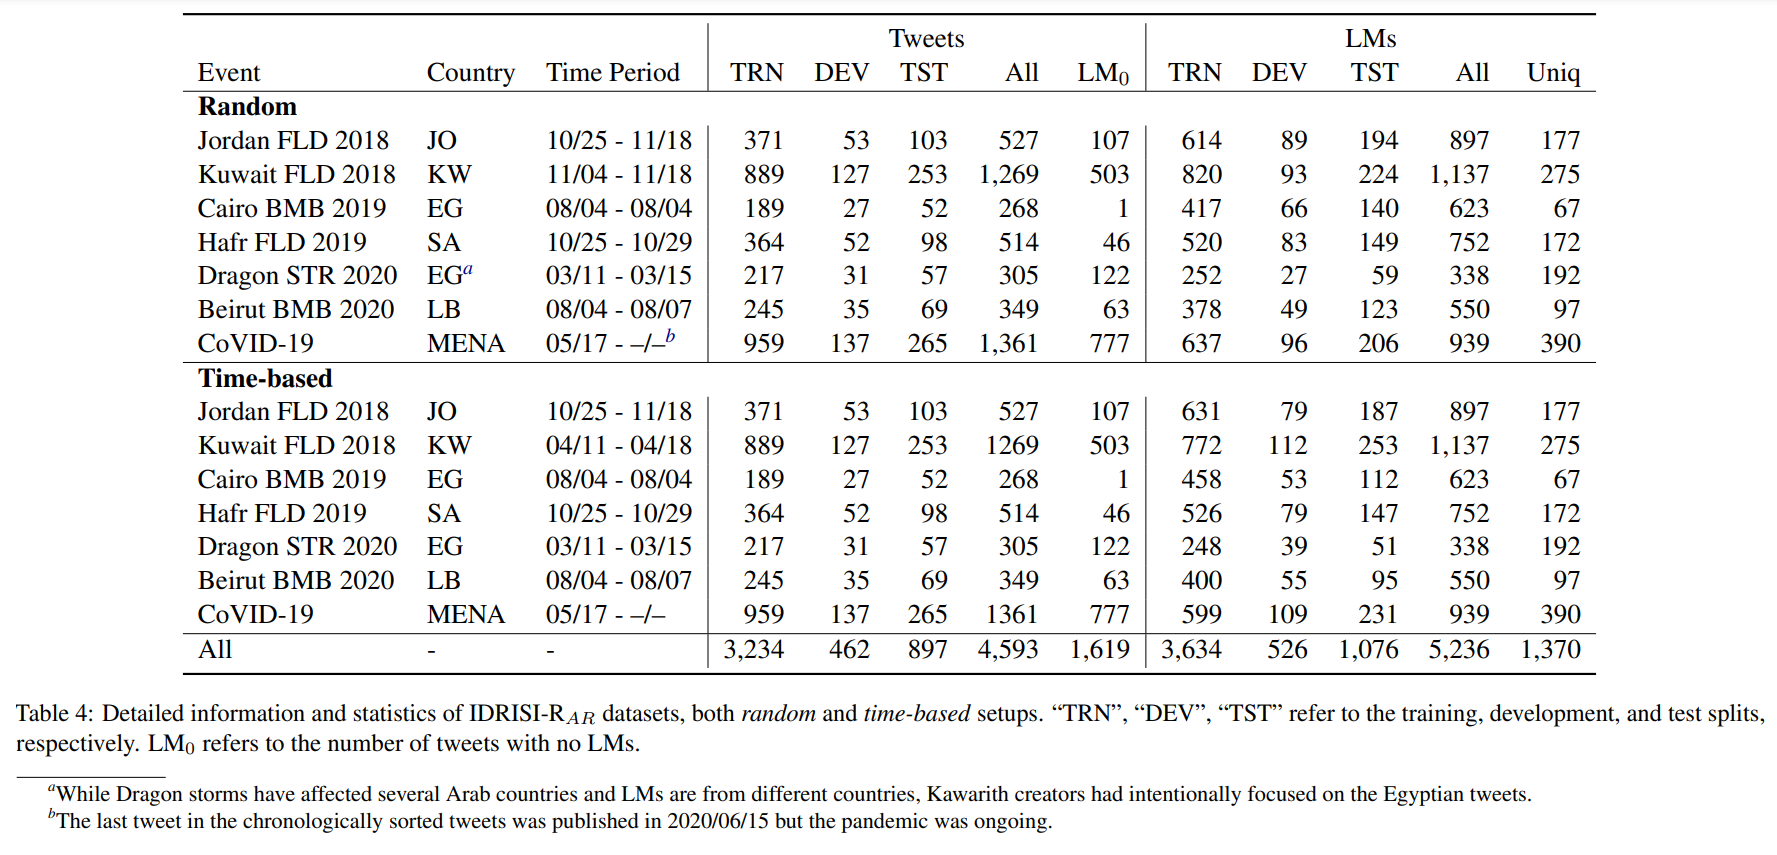 Tweets LMs
Event Country Time Period TRN DEV TST All LM0 TRN DEV TST All Uniq
Random
Jordan FLD 2018 JO 10/25 - 11/18 371 53 103 527 107 614 89 194 897 177
Kuwait FLD 2018 KW 11/04 - 11/18 889 127 253 1,269 503 820 93 224 1,137 275
Cairo BMB 2019 EG 08/04 - 08/04 189 27 52 268 1 417 66 140 623 67
Hafr FLD 2019 SA 10/25 - 10/29 364 52 98 514 46 520 83 149 752 172
Dragon STR 2020 EGa 03/11 - 03/15 217 31 57 305 122 252 27 59 338 192
Beirut BMB 2020 LB 08/04 - 08/07 245 35 69 349 63 378 49 123 550 97
CoVID-19 MENA 05/17 - –/–b 959 137 265 1,361 777 637 96 206 939 390
Time-based
Jordan FLD 2018 JO 10/25 - 11/18 371 53 103 527 107 631 79 187 897 177
Kuwait FLD 2018 KW 04/11 - 04/18 889 127 253 1269 503 772 112 253 1,137 275
Cairo BMB 2019 EG 08/04 - 08/04 189 27 52 268 1 458 53 112 623 67
Hafr FLD 2019 SA 10/25 - 10/29 364 52 98 514 46 526 79 147 752 172
Dragon STR 2020 EG 03/11 - 03/15 217 31 57 305 122 248 39 51 338 192
Beirut BMB 2020 LB 08/04 - 08/07 245 35 69 349 63 400 55 95 550 97
CoVID-19 MENA 05/17 - –/– 959 137 265 1361 777 599 109 231 939 390
All - - 3,234 462 897 4,593 1,619 3,634 526 1,076 5,236 1,370
Table 4: Detailed information and statistics of IDRISI-RAR datasets, both random and time-based setups. “TRN”, “DEV”, “TST” refer to the training, development, and test splits,
respectively. LM0 refers to the number of tweets with no LMs.
aWhile Dragon storms have affected several Arab countries and LMs are from different countries, Kawarith creators had intentionally focused on the Egyptian tweets.
bThe last tweet in the chronologically sorted tweets was published in 2020/06/15 but the pandemic was ongoing.